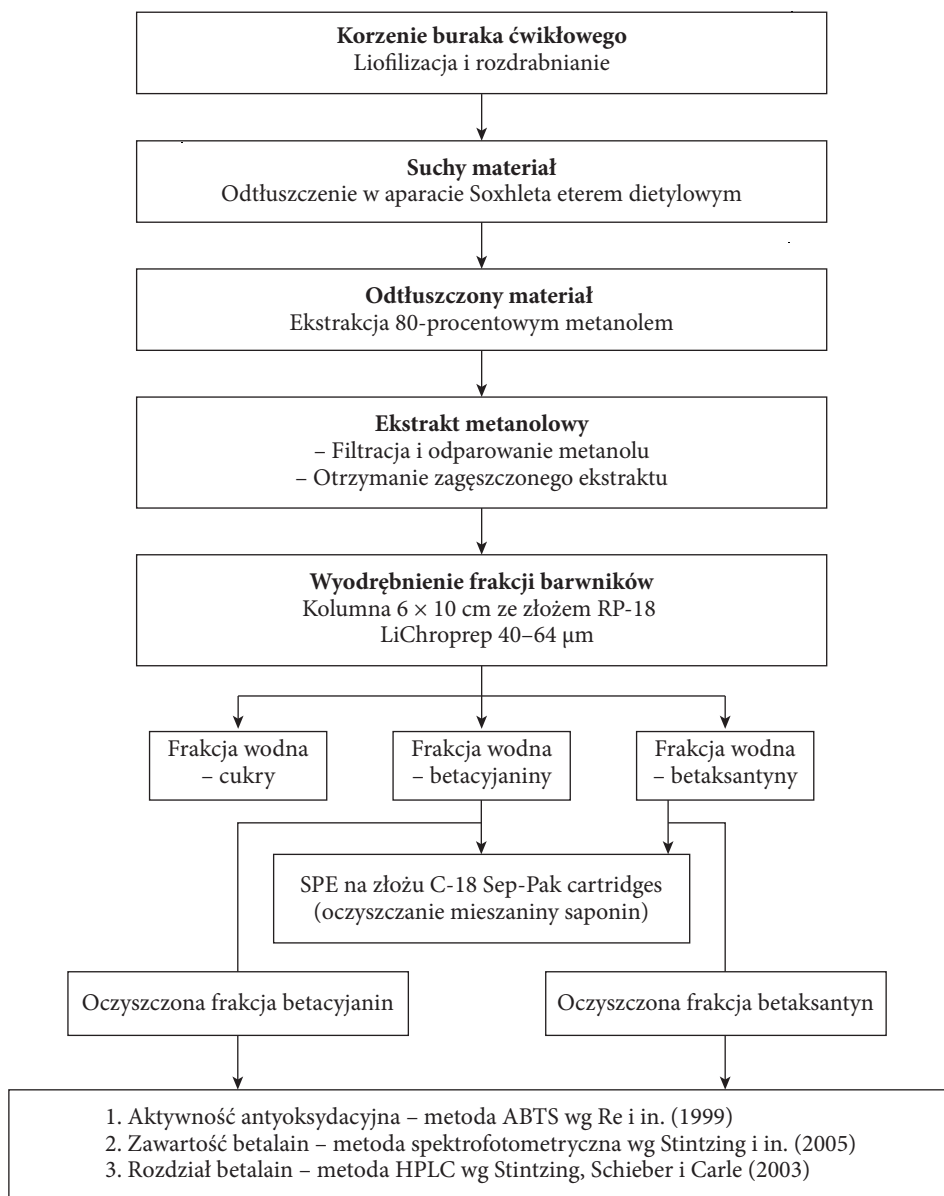 Korzenie buraka ćwikłowego
Liofilizacja i rozdrabnianie
Suchy materiał
Odtłuszczenie w aparacie Soxhleta eterem dietylowym
Odtłuszczony materiał
Ekstrakcja 80-procentowym metanolem
Ekstrakt metanolowy
– Filtracja i odparowanie metanolu
– Otrzymanie zagęszczonego ekstraktu
Wyodrębnienie frakcji barwników
Kolumna 6 × 10 cm ze złożem RP-18
LiChroprep 40–64 μm
Frakcja wodna
– cukry
Frakcja wodna
– betacyjaniny
Frakcja wodna
– betaksantyny
SPE na złożu C-18 Sep-Pak cartridges
(oczyszczanie mieszaniny saponin)
Oczyszczona frakcja betacyjanin
Oczyszczona frakcja betaksantyn
1. Aktywność antyoksydacyjna – metoda ABTS wg Re i in. (1999)
2. Zawartość betalain – metoda spektrofotometryczna wg Stintzing i in. (2005)
3. Rozdział betalain – metoda HPLC wg Stintzing, Schieber i Carle (2003)